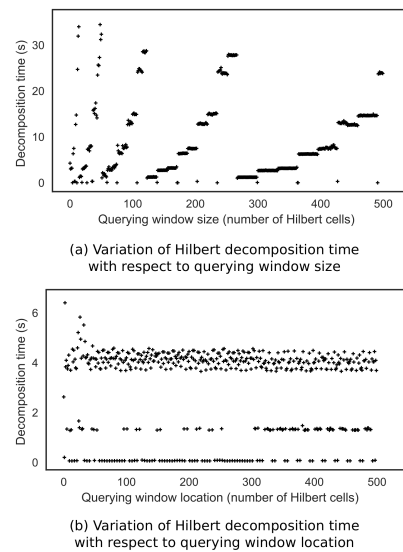 30
20
10
0
Decomposition time (s)
0 100 200 300 400 500
Querying window size (number of Hilbert cells)
(a) Variation of Hilbert decomposition time
with respect to querying window size
6
4
2
0
Decomposition time (s)
0 100 200 300 400 500
Querying window location (number of Hilbert cells)
(b) Variation of Hilbert decomposition time
with respect to querying window location